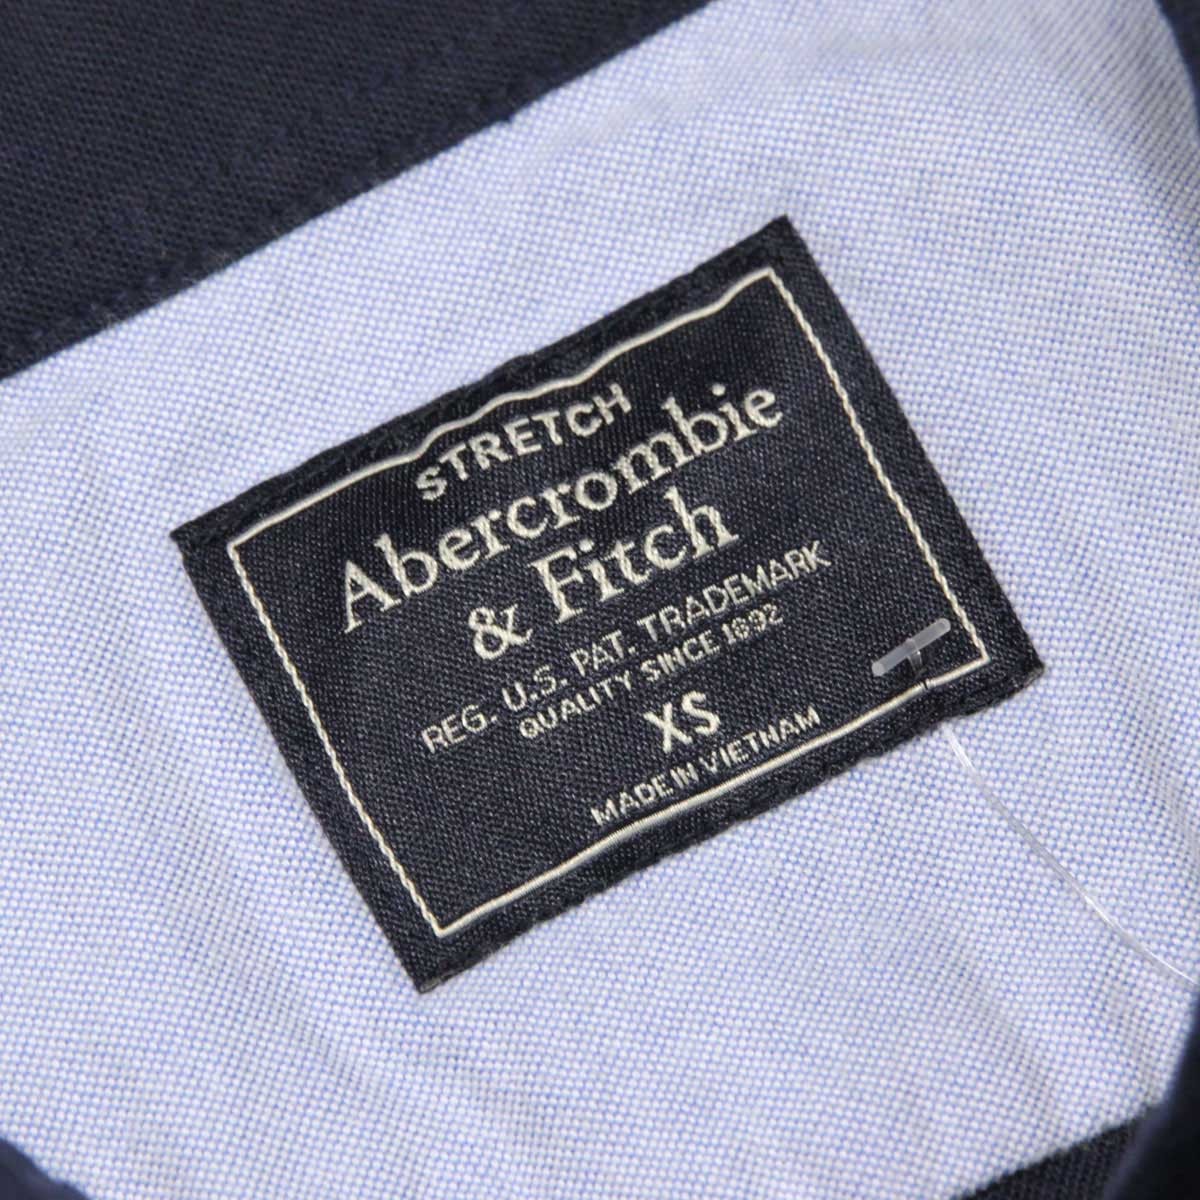 STRETCH
Abercrombie
& Fitch
REG. U.S. PAT. TRADEMARK
QUALITY SINCE 1892
XS
MADE IN VIETNAM